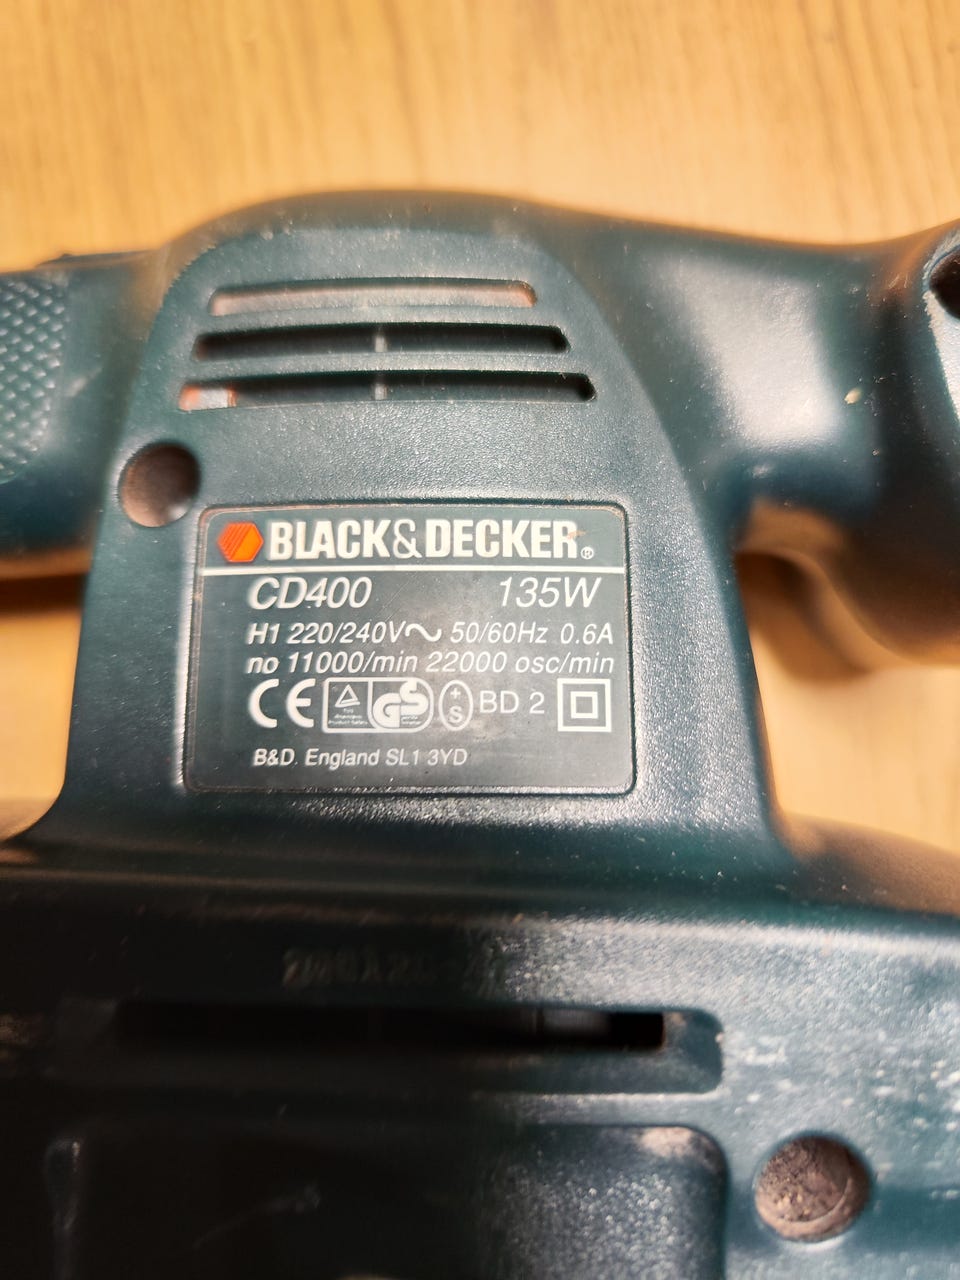 BLACK&DECKER®
CD400 135W
H1 220/240V~ 50/60Hz 0.6A
no 11000/min 22000 osc/min
CE GS +S BD 2
B&D. England SL1 3YD